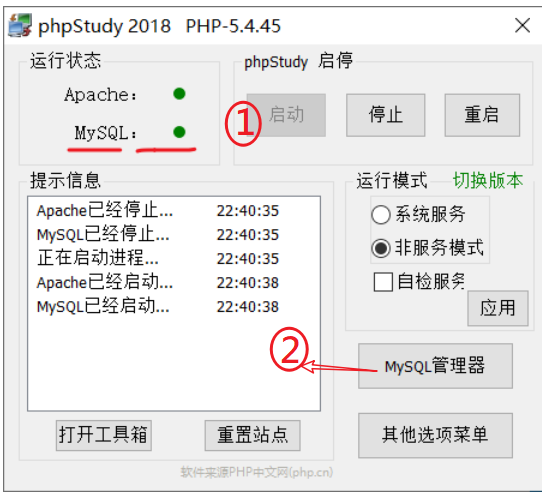 phpStudy 2018 PHP-5.4.45
运行状态
Apache:
MySQL:
phpStudy 启停
①
启动
停止
重启
提示信息
Apache已经停止... 22:40:35
MySQL已经停止... 22:40:35
正在启动进程... 22:40:35
Apache已经启动... 22:40:38
MySQL已经启动... 22:40:38
运行模式
切换版本
系统服务
非服务模式
自检服务
应用
②
MySQL管理器
打开工具箱
重置站点
其他选项菜单
软件来源PHP中文网(php.cn)